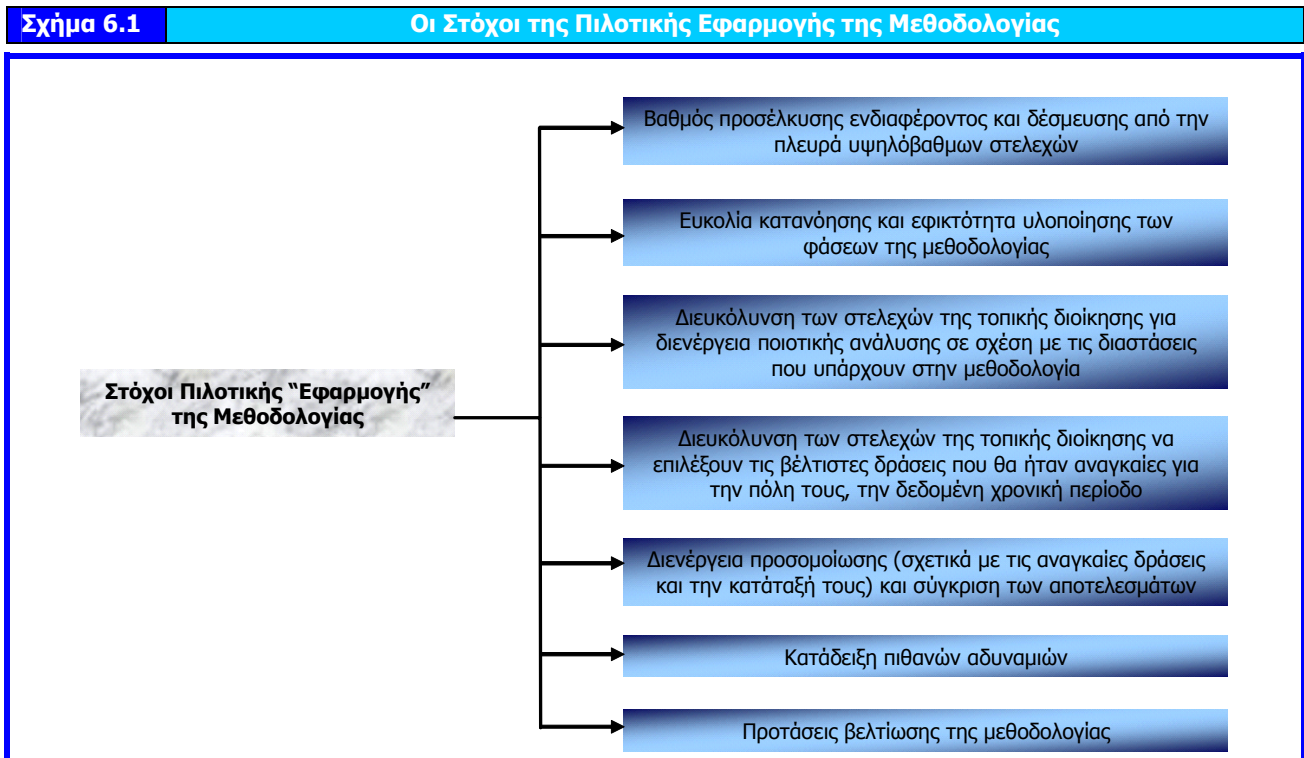 Σχήμα 6.1 Οι Στόχοι της Πιλοτικής Εφαρμογής της Μεθοδολογίας
Βαθμός προσέλκυσης ενδιαφέροντος και δέσμευσης από την
πλευρά υψηλόβαθμων στελεχών
Ευκολία κατανόησης και εφικτότητα υλοποίησης των
φάσεων της μεθοδολογίας
Διευκόλυνση των στελεχών της τοπικής διοίκησης για
διενέργεια ποιοτικής ανάλυσης σε σχέση με τις διαστάσεις
που υπάρχουν στην μεθοδολογία
Στόχοι Πιλοτικής “Εφαρμογής”
της Μεθοδολογίας
Διευκόλυνση των στελεχών της τοπικής διοίκησης να
επιλέξουν τις βέλτιστες δράσεις που θα ήταν αναγκαίες για
την πόλη τους, την δεδομένη χρονική περίοδο
Διενέργεια προσομοίωσης (σχετικά με τις αναγκαίες δράσεις
και την κατάταξή τους) και σύγκριση των αποτελεσμάτων
Κατάδειξη πιθανών αδυναμιών
Προτάσεις βελτίωσης της μεθοδολογίας